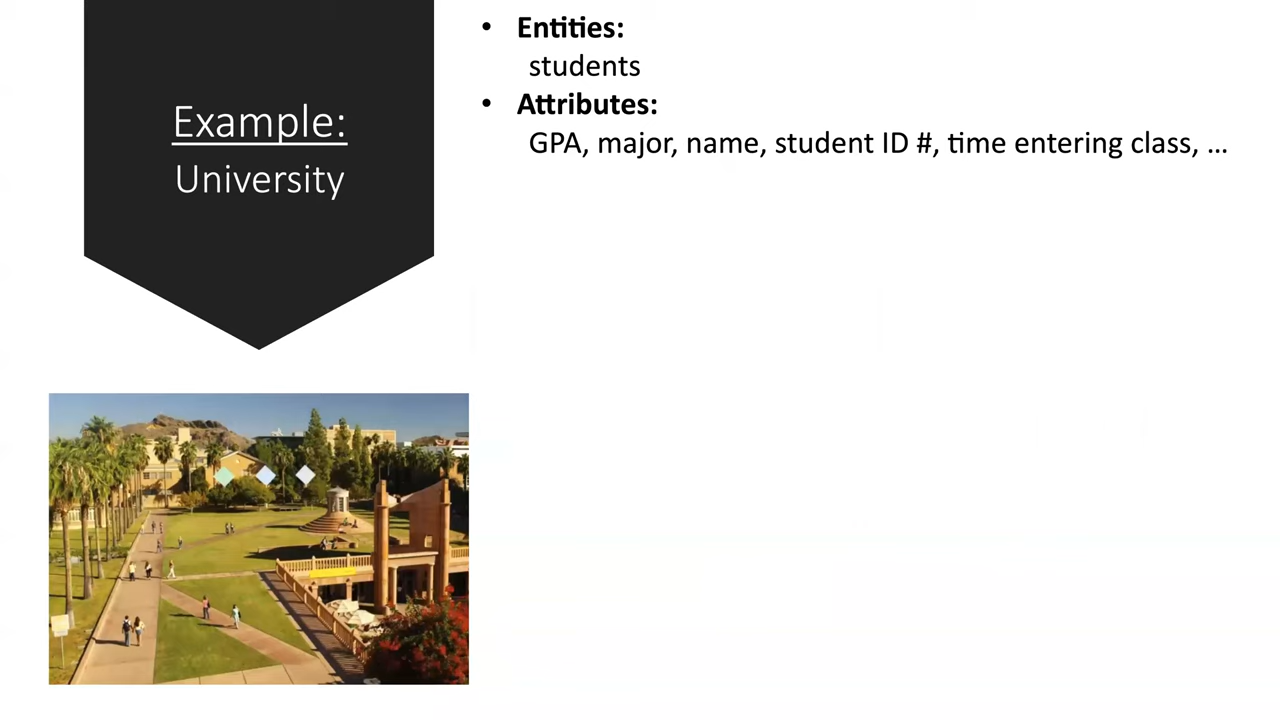 Example:
University
• Entities:
students
• Attributes:
GPA, major, name, student ID #, time entering class, ...